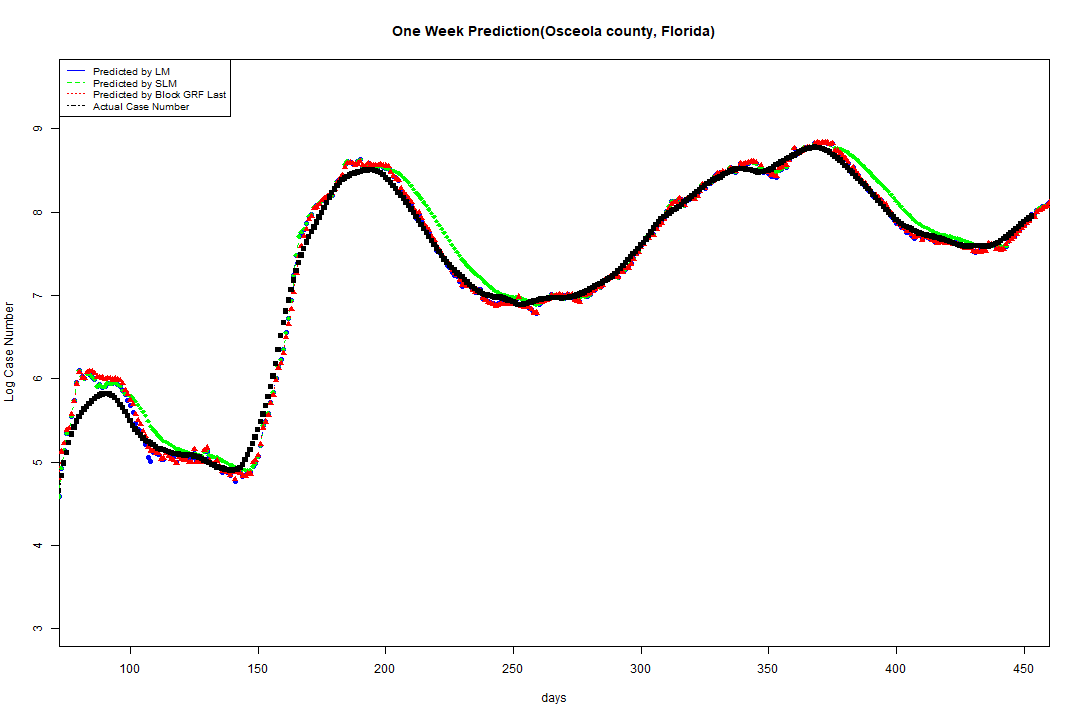 One Week Prediction(Osceola county, Florida)
Predicted by LM
Predicted by SLM
Predicted by Block GRF Last
Actual Case Number
9
8
7
6
5
4
3
Log Case Number
100 150 200 250 300 350 400 450
days